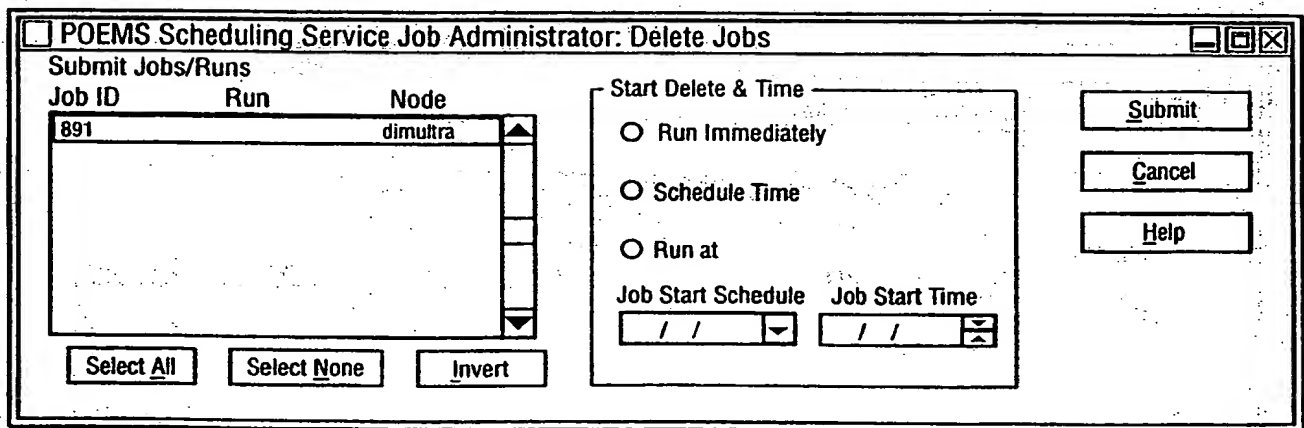 POEMS Scheduling Service Job Administrator: Delete Jobs
Submit Jobs/Runs
Job ID Run Node
891 dimultra
Select All Select None Invert
Start Delete & Time
Run Immediately
Schedule Time
Run at
Job Start Schedule Job Start Time
/ / / /
Submit
Cancel
Help